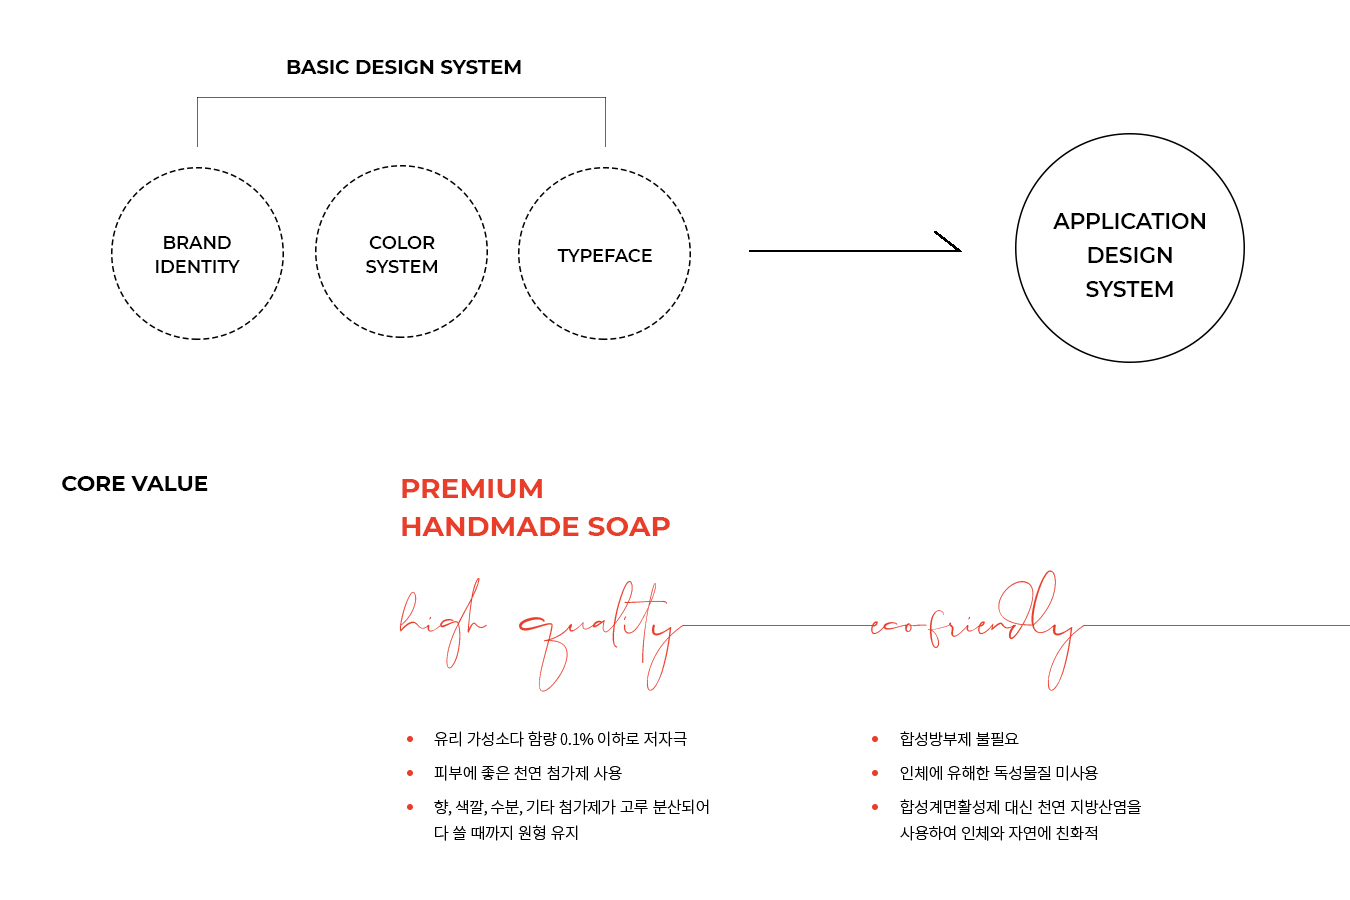 BASIC DESIGN SYSTEM
BRAND
IDENTITY
COLOR
SYSTEM
TYPEFACE
APPLICATION
DESIGN
SYSTEM
CORE VALUE
PREMIUM
HANDMADE SOAP
high quality
ecofriendly
유리 가성소다 함량 0.1% 이하로 저자극
피부에 좋은 천연 첨가제 사용
향, 색깔, 수분, 기타 첨가제가 고루 분산되어
다 쓸 때까지 원형 유지
합성방부제 불필요
인체에 유해한 독성물질 미사용
합성계면활성제 대신 천연 지방산염을
사용하여 인체와 자연에 친화적